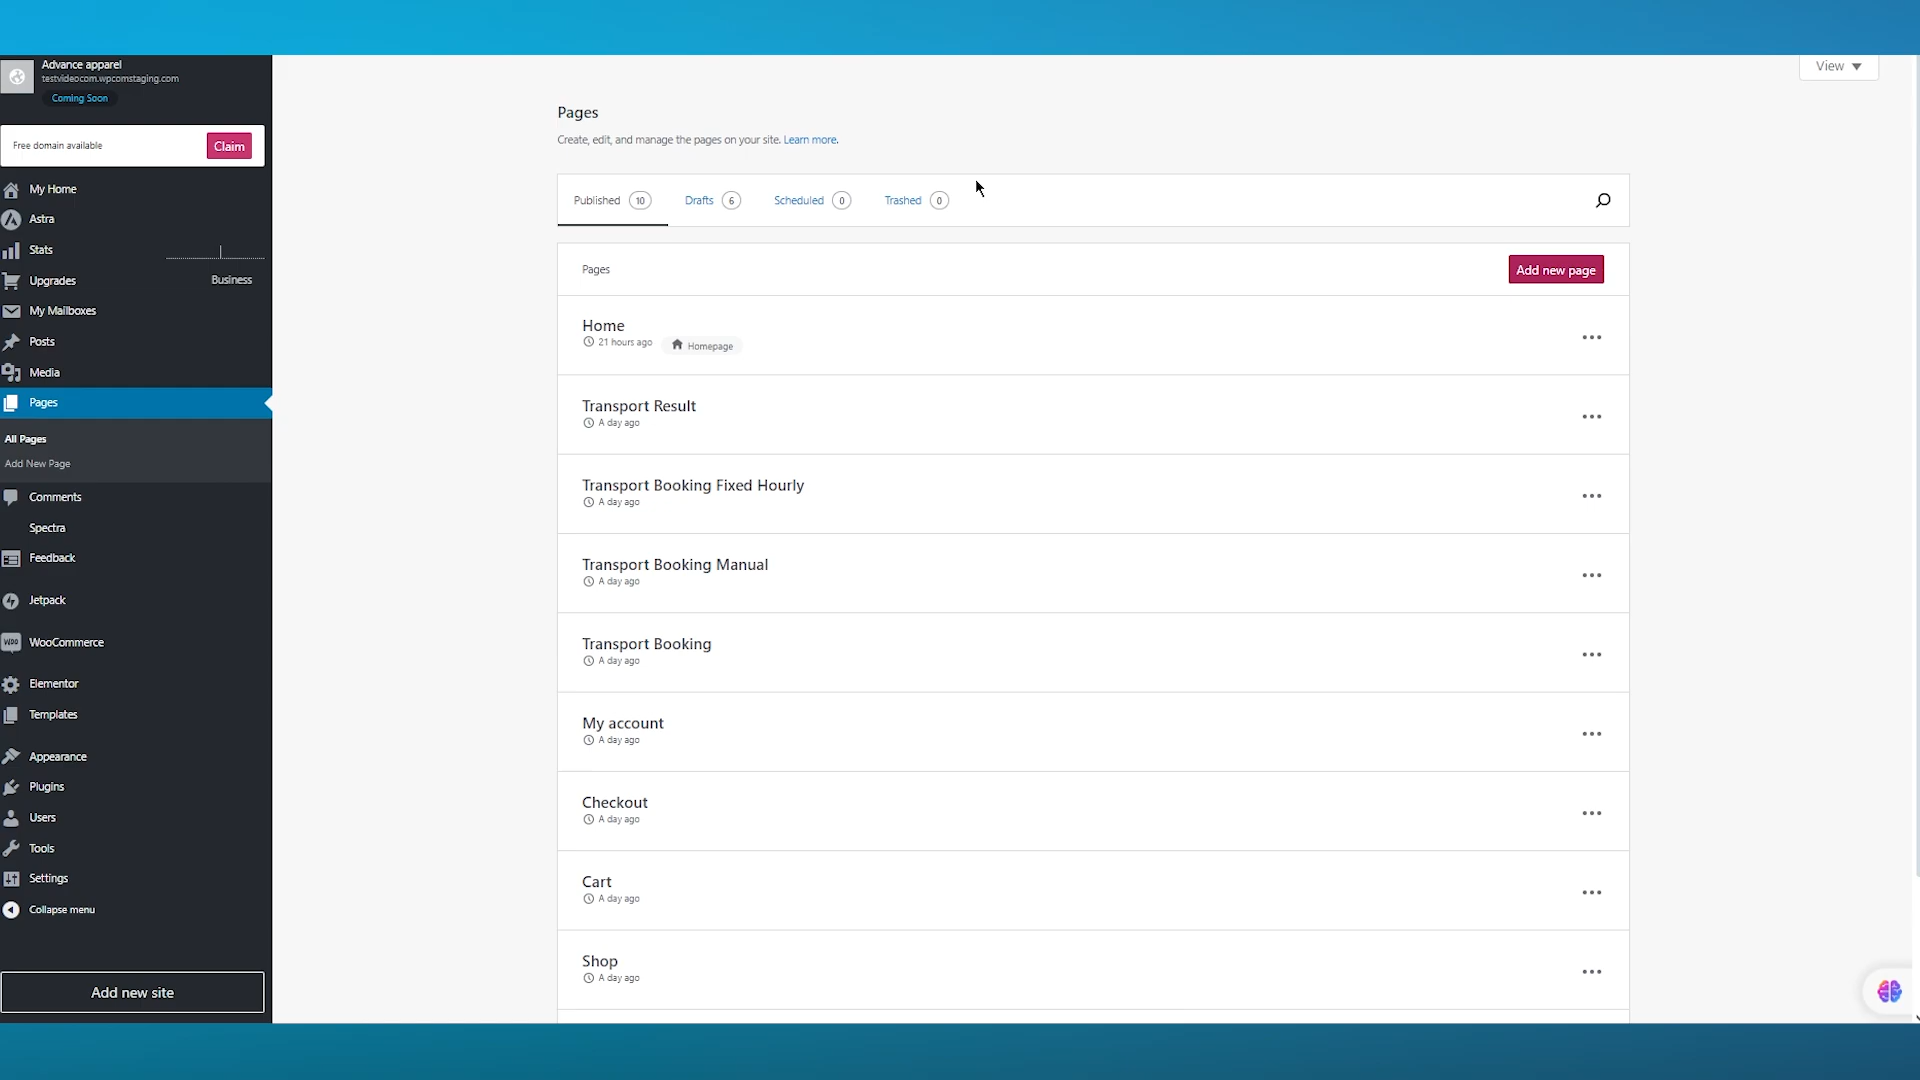 Advance apparel
testvideocom.wpcomstaging.com
Coming Soon
Free domain available
Claim
My Home
Astra
Stats
Upgrades
Business
My Mailboxes
Posts
Media
Pages
All Pages
Add New Page
Comments
Spectra
Feedback
Jetpack
WooCommerce
Elementor
Templates
Appearance
Plugins
Users
Tools
Settings
Collapse menu
Add new site
View
Pages
Create, edit, and manage the pages on your site. Learn more.
Published 10 Drafts 6 Scheduled 0 Trashed 0
Pages
Add new page
Home
21 hours ago Homepage
Transport Result
A day ago
Transport Booking Fixed Hourly
A day ago
Transport Booking Manual
A day ago
Transport Booking
A day ago
My account
A day ago
Checkout
A day ago
Cart
A day ago
Shop
A day ago